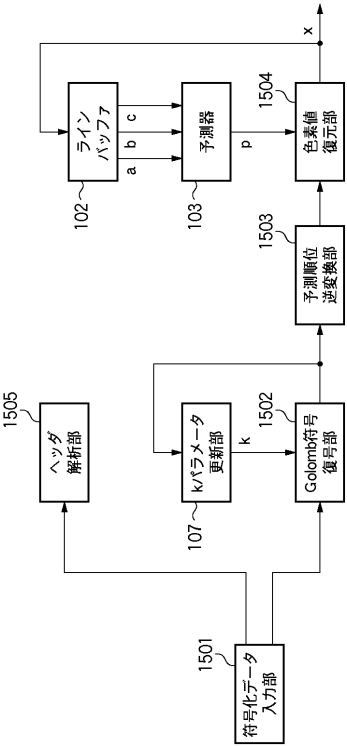 1505
ヘッダ
解析部
102
ライン
バッファ
a
b
c
103
予測器
p
x
107
kパラメータ
更新部
k
1501
符号化データ
入力部
1502
Golomb符号
復号部
1503
予測順位
逆変換部
1504
色素値
復元部